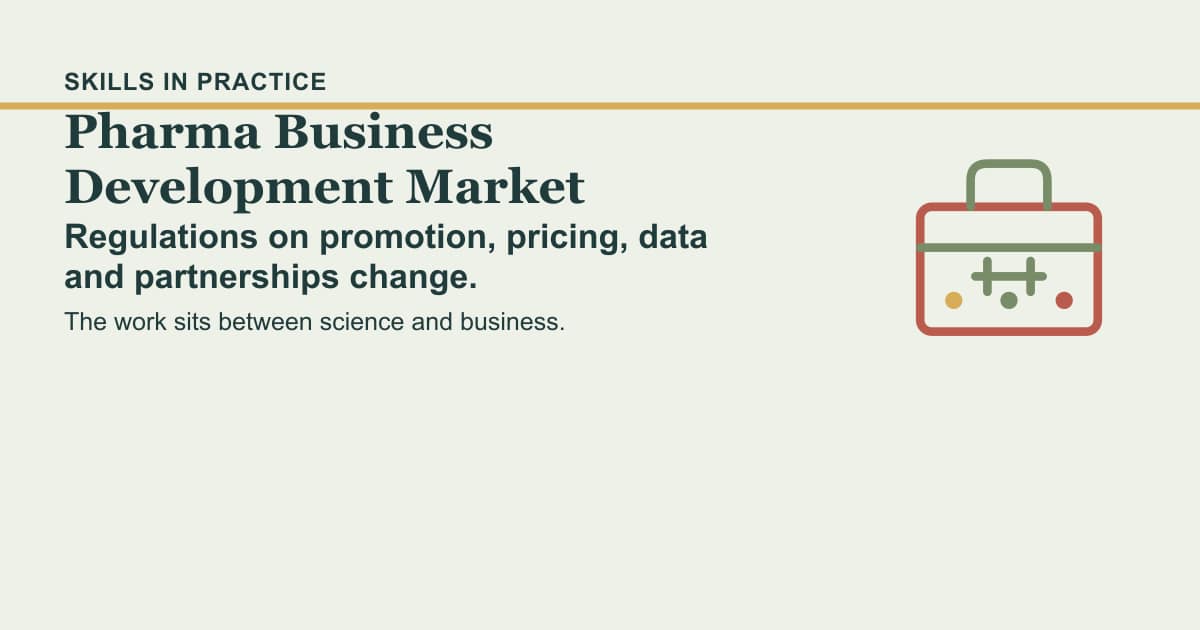 SKILLS IN PRACTICE
Pharma Business
Development Market
Regulations on promotion, pricing, data
and partnerships change.
The work sits between science and business.